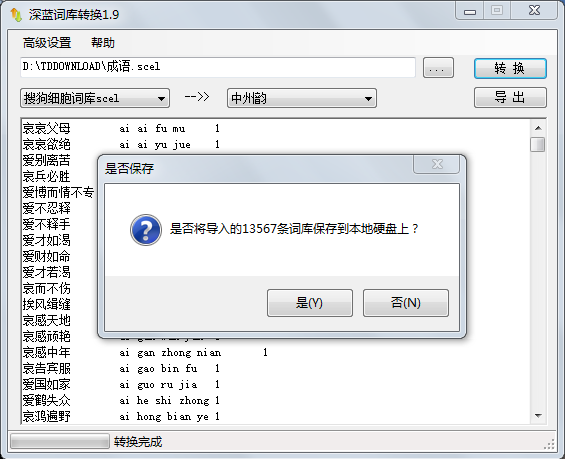 深蓝词库转换1.9
高级设置 帮助
D:\TDDOWNLOAD\成语.scel ... 转 换
搜狗细胞词库scel -->> 中州韵 导 出
哀哀父母 ai ai fu mu 1
哀哀欲绝 ai ai yu jue 1
爱别离苦
哀兵必胜
爱博而情不专
爱不忍释
爱不释手
爱才如渴
爱财如命
爱才若渴
哀而不伤
挨风缉缝
哀感天地
哀感顽艳
哀感中年 ai gan zhong nian 1
哀告宾服 ai gao bin fu 1
爱国如家 ai guo ru jia 1
爱鹤失众 ai he shi zhong 1
哀鸿遍野 ai hong bian ye 1
是否保存
是否将导入的13567条词库保存到本地硬盘上？
是(Y) 否(N)
转换完成